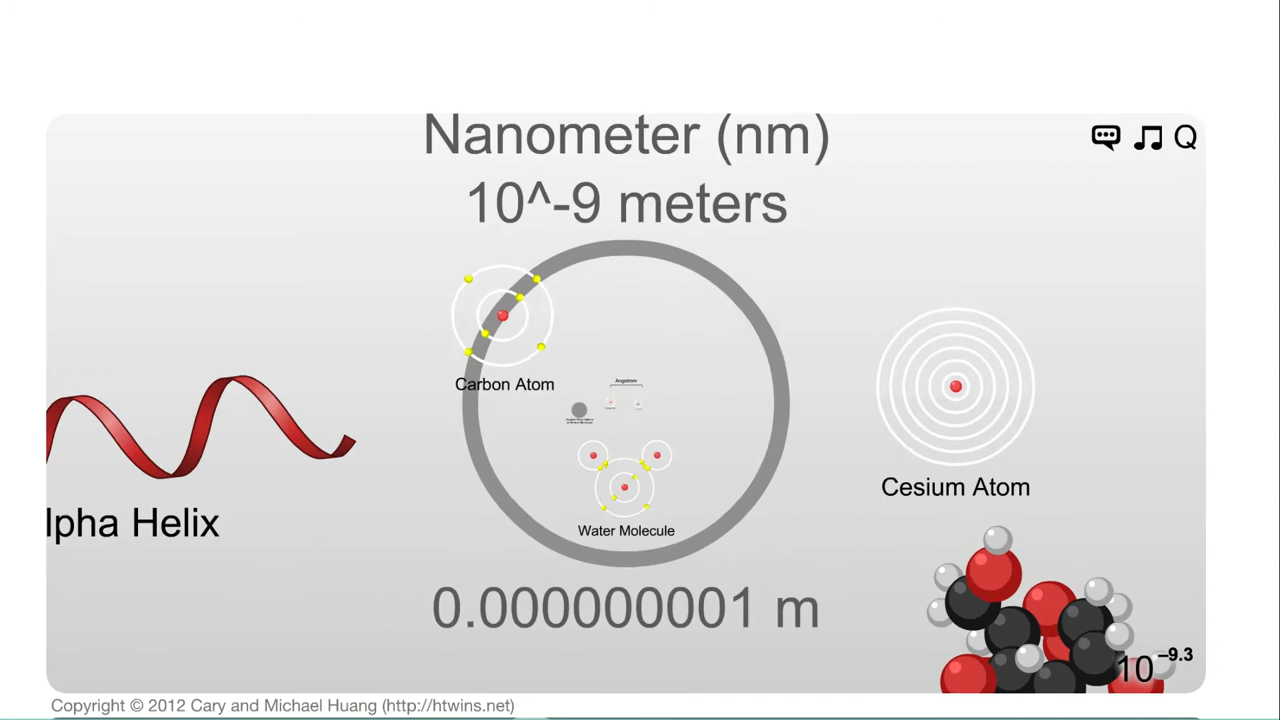 Nanometer (nm)
10^-9 meters
Carbon Atom
Angstrom
Water Molecule
Cesium Atom
lpha Helix
0.000000001 m
10 –9.3
Q
Copyright © 2012 Cary and Michael Huang (http://htwins.net)